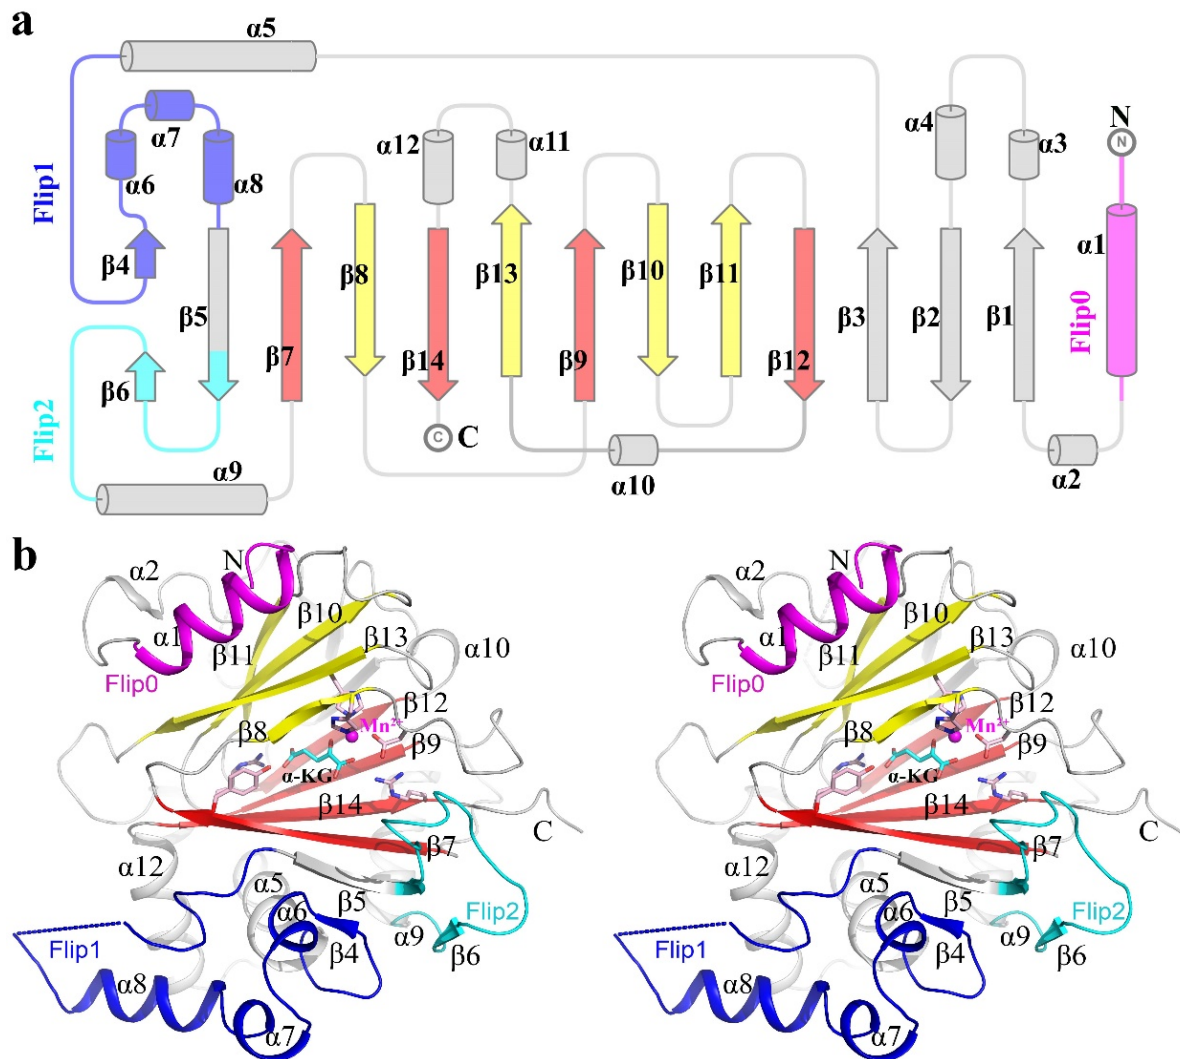 a
α5
α7
α4
N
N
α12
α11
α3
Flip1
α6
α8
α1
β4
β8
β13
β10
β11
β5
β3
β2
β1
Flip0
β7
β14
β9
β12
β6
Flip2
C
C
α9
α10
α2
b
α2
N
β10
α1
β11
β13
α10
Flip0
β12
β8
Mn²⁺
β9
α-KG
β14
C
β7
α12
α5
β5
α6
Flip2
Flip1
β4
α9
β6
α8
α7
α2
N
β10
α1
β11
β13
α10
Flip0
β12
β8
Mn²⁺
β9
α-KG
β14
C
β7
α12
α5
β5
α6
Flip2
Flip1
β4
α9
β6
α8
α7